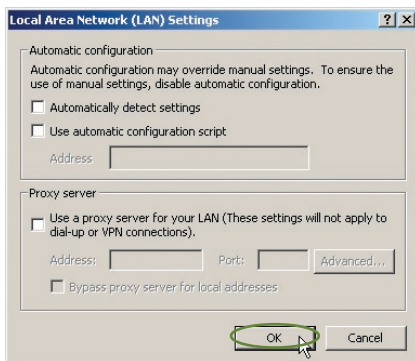 Local Area Network (LAN) Settings
Automatic configuration
Automatic configuration may override manual settings. To ensure the
use of manual settings, disable automatic configuration.
Automatically detect settings
Use automatic configuration script
Address
Proxy server
Use a proxy server for your LAN (These settings will not apply to
dial-up or VPN connections).
Address: Port: Advanced...
Bypass proxy server for local addresses
OK Cancel